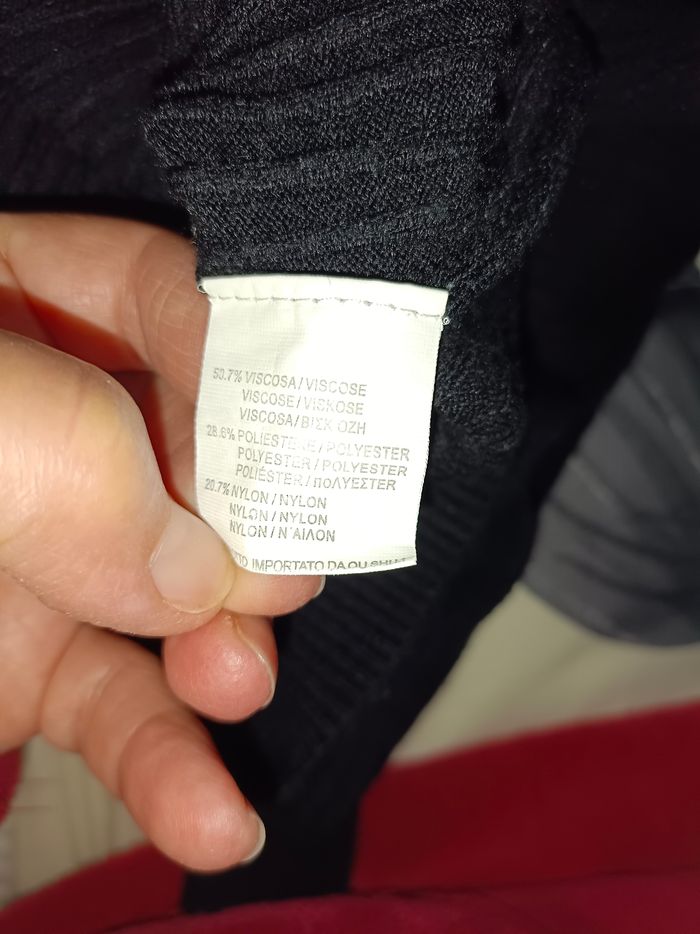 50.7% VISCOSA/VISCOSE
VISCOSE/VISKOSE
VISCOSA/ΒΙΣΚΟΖΗ
28.6% POLIESTERE/POLYESTER
POLYESTER/POLYESTER
POLIÉSTER/πολΥΕΣΤΕΡ
20.7% NYLON/NYLON
NYLON/NYLON
NYLON/Ν΄ΑΙΛΟΝ
IMPORTATO DA